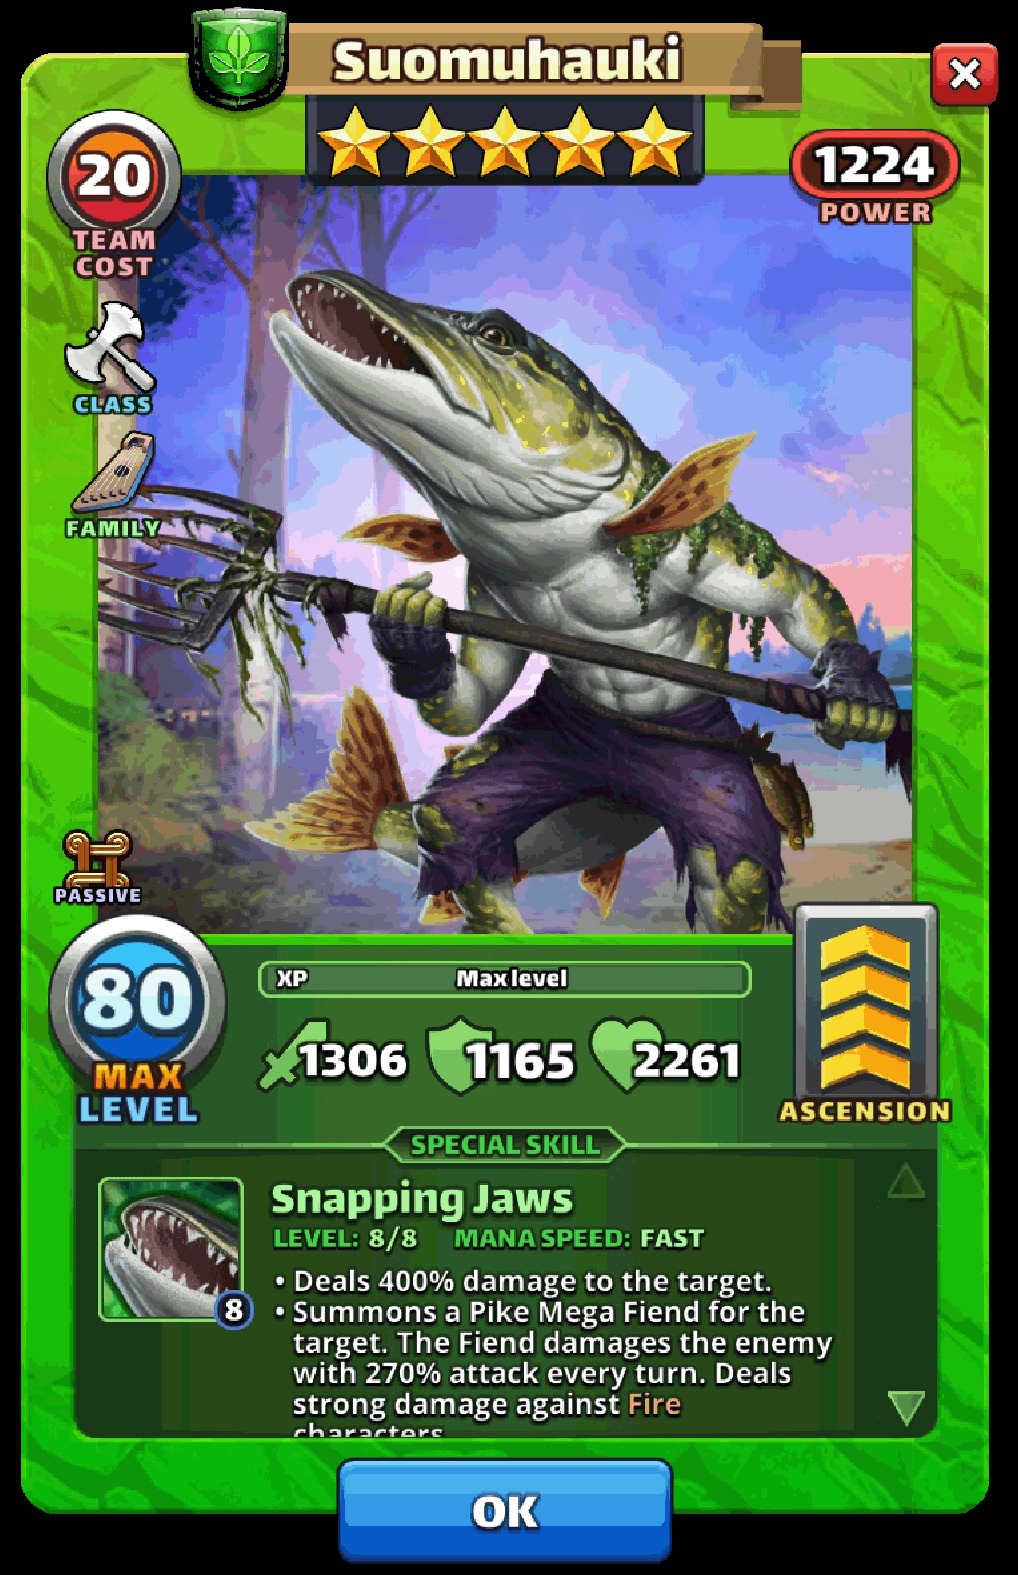 Suomuhauki
20
TEAM
COST
1224
POWER
CLASS
FAMILY
PASSIVE
80
MAX
LEVEL
XP Max level
1306 1165 2261
ASCENSION
SPECIAL SKILL
Snapping Jaws
LEVEL: 8/8 MANA SPEED: FAST
8
• Deals 400% damage to the target.
• Summons a Pike Mega Fiend for the
target. The Fiend damages the enemy
with 270% attack every turn. Deals
strong damage against Fire
characters
OK